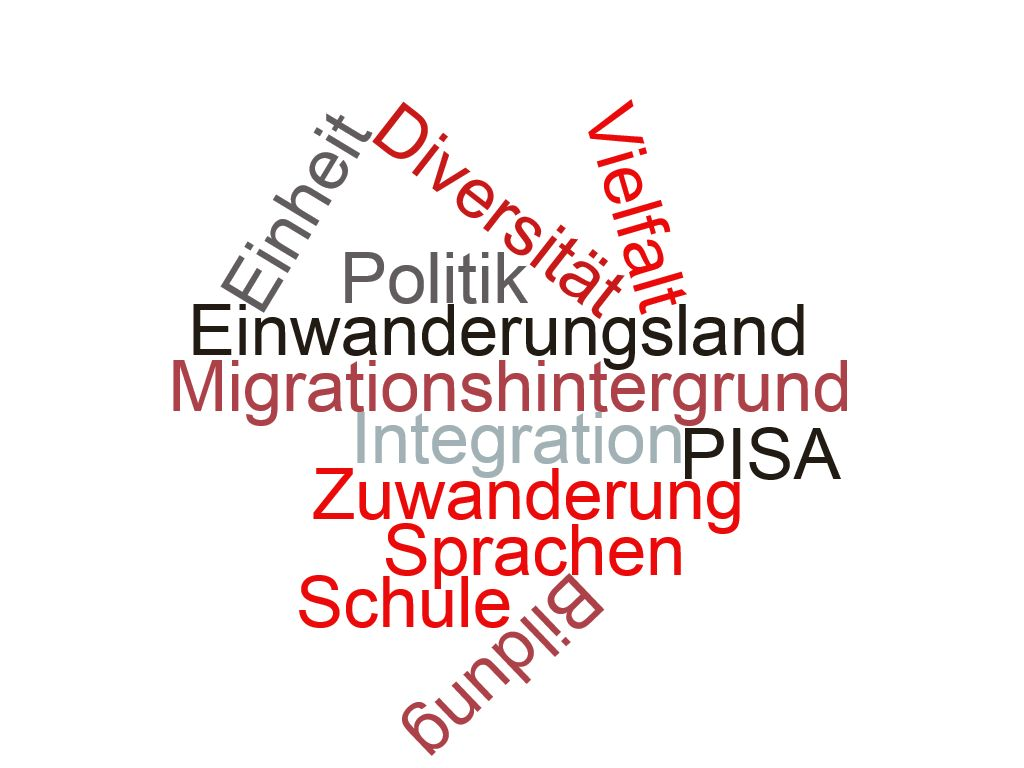 Einheit
Diversität
Vielfalt
Politik
Einwanderungsland
Migrationshintergrund
Integration
PISA
Zuwanderung
Sprachen
Schule
Bildung